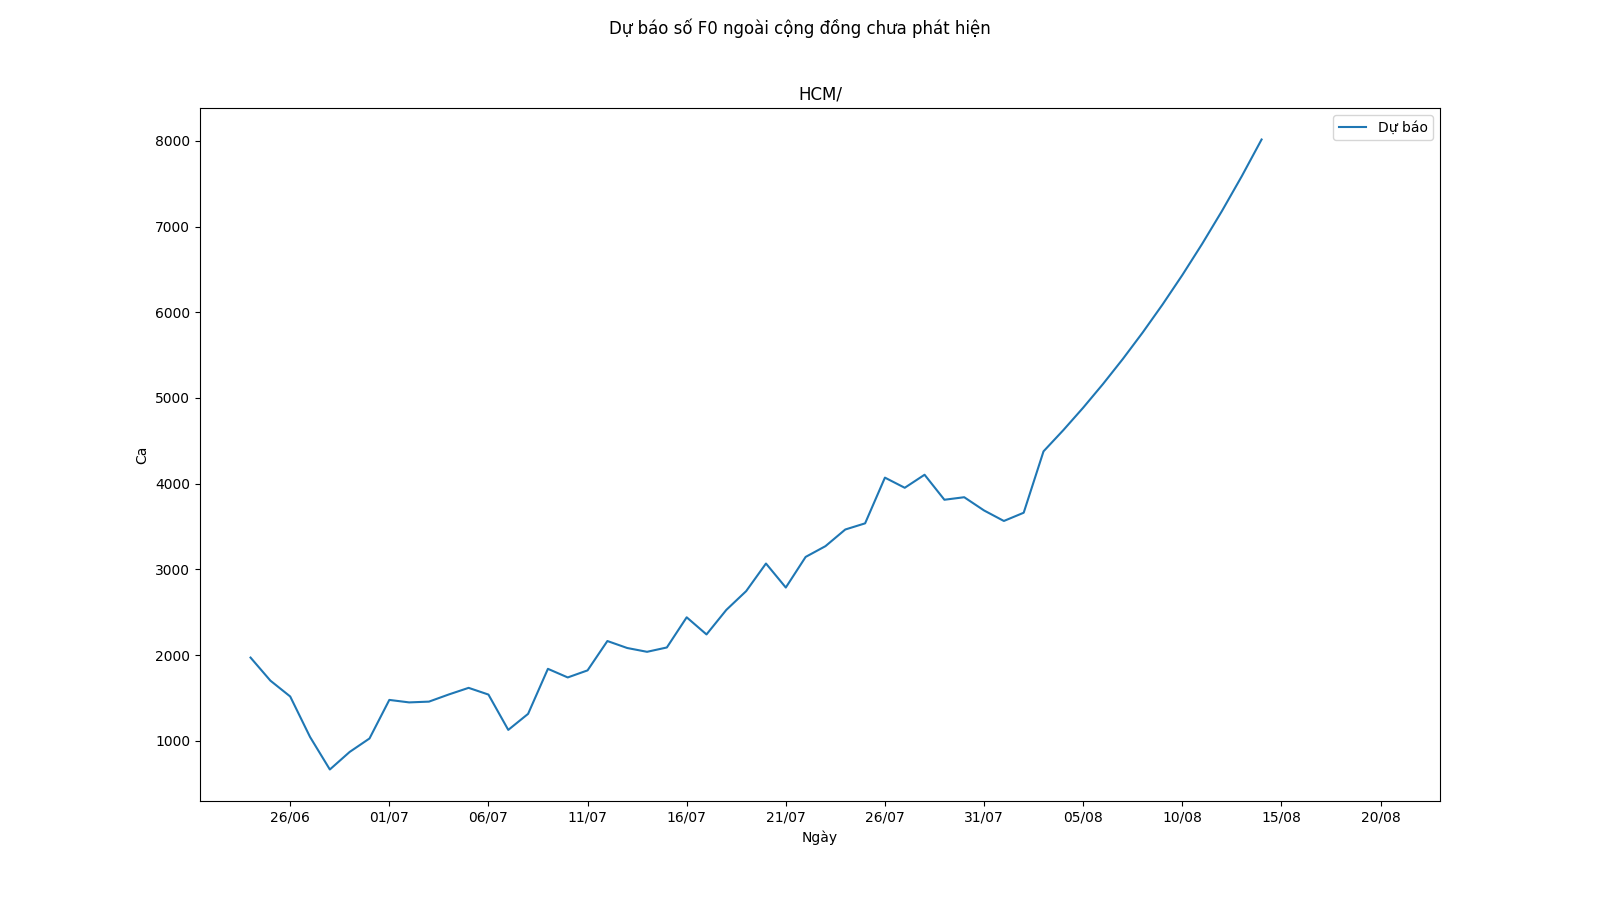 Dự báo số F0 ngoài cộng đồng chưa phát hiện
HCM/
Dự báo
8000
7000
6000
5000
4000
3000
2000
1000
Ca
26/06 01/07 06/07 11/07 16/07 21/07 26/07 31/07 05/08 10/08 15/08 20/08
Ngày